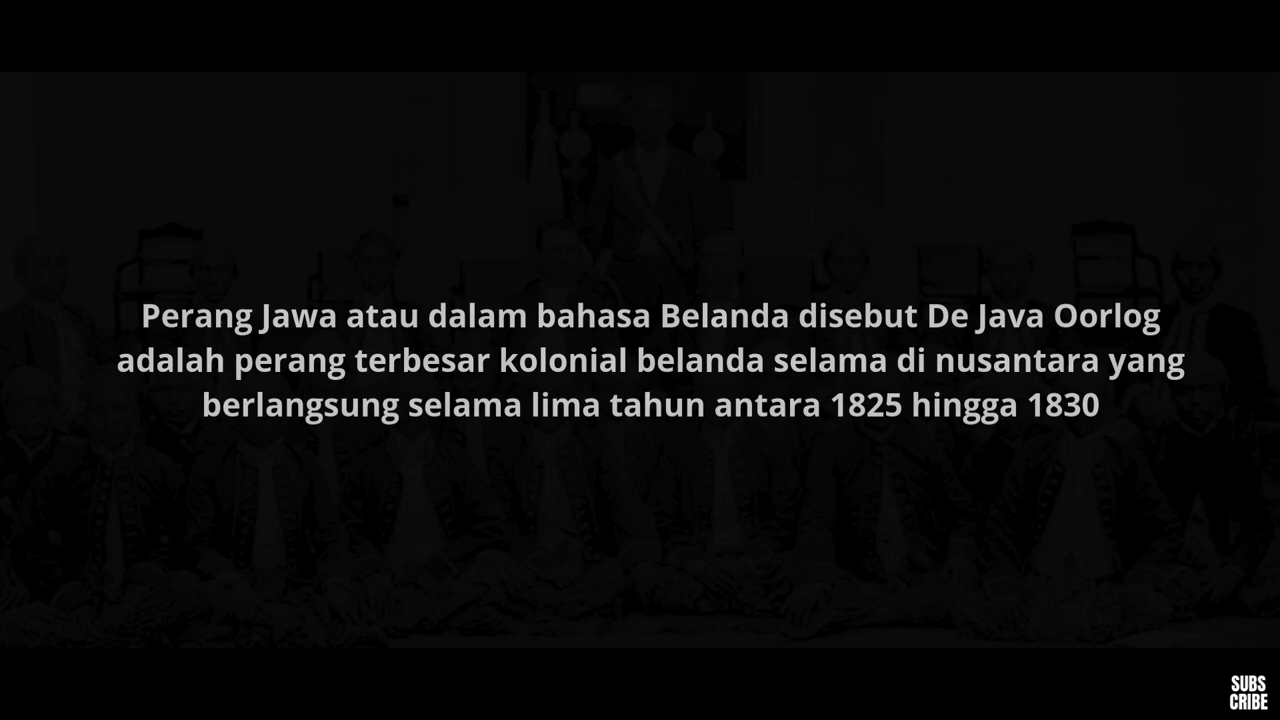 Perang Jawa atau dalam bahasa Belanda disebut De Java Oorlog
adalah perang terbesar kolonial belanda selama di nusantara yang
berlangsung selama lima tahun antara 1825 hingga 1830
SUBS
CRIBE